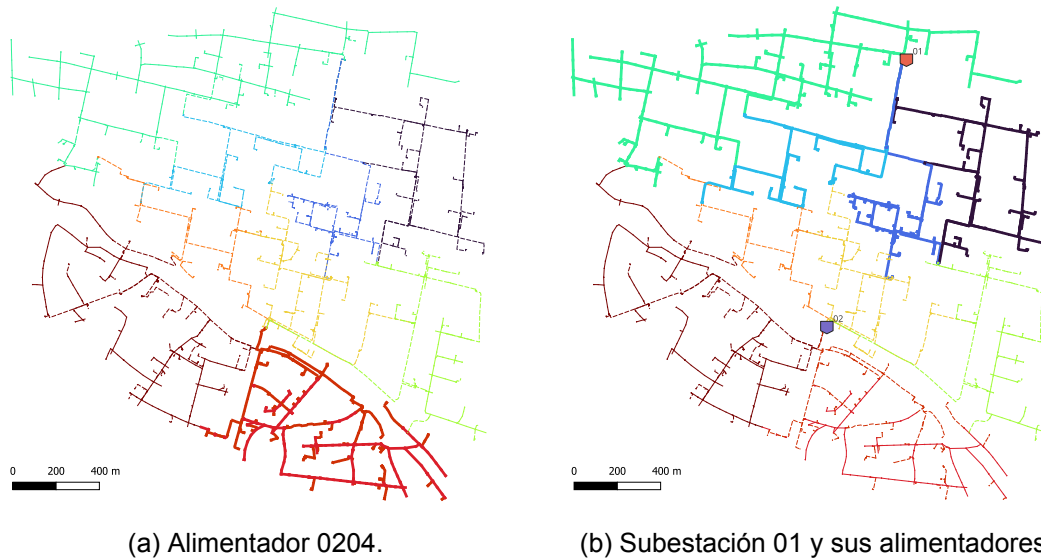 01
02
0 200 400 m
0 200 400 m
(a) Alimentador 0204.
(b) Subestación 01 y sus alimentadores